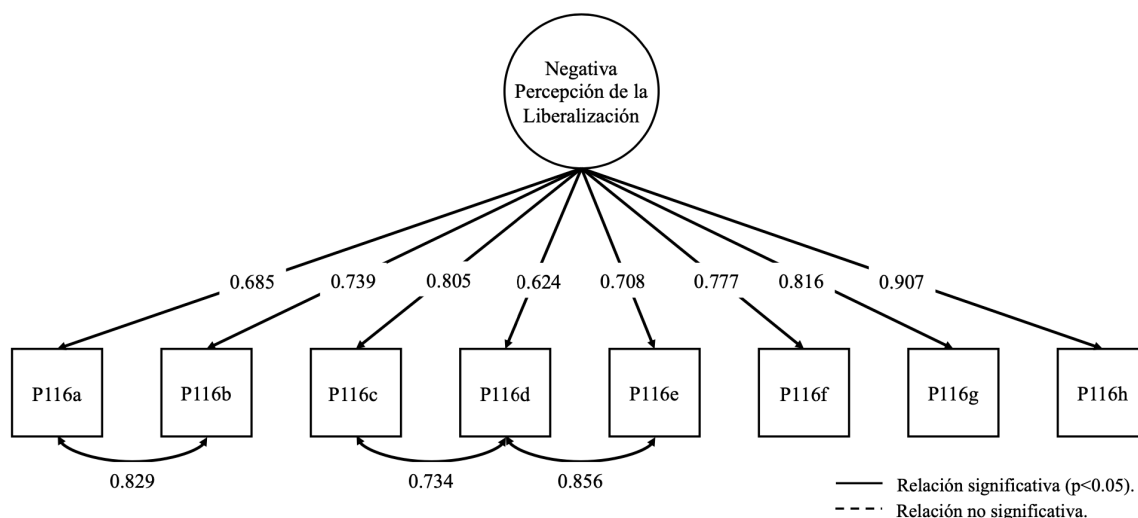 Negativa
Percepción de la
Liberalización
0.685
0.739
0.805
0.624
0.708
0.777
0.816
0.907
P116a
P116b
P116c
P116d
P116e
P116f
P116g
P116h
0.829
0.734
0.856
Relación significativa (p<0.05).
Relación no significativa.